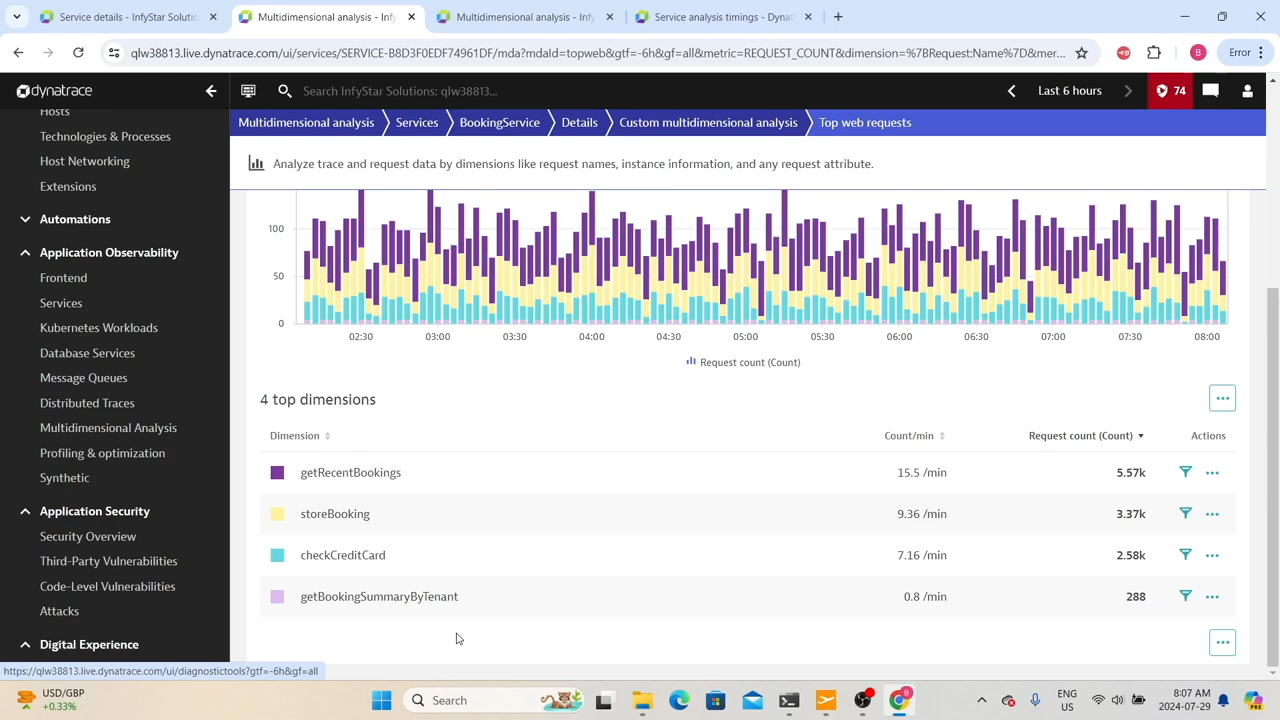 Service details - InfyStar Solutio
Multidimensional analysis - Inf
Multidimensional analysis - Inf
Service analysis timings - Dynat
qlw38813.live.dynatrace.com/ui/services/SERVICE-B8D3F0EDF74961DF/mda?mdaId=topweb&gtf=-6h&gf=all&metric=REQUEST_COUNT&dimension=%7BRequest:Name%7D&mer...
B
Error
dynatrace
Search InfyStar Solutions: qlw38813...
Last 6 hours
74
Multidimensional analysis
Services
BookingService
Details
Custom multidimensional analysis
Top web requests
Analyze trace and request data by dimensions like request names, instance information, and any request attribute.
Hosts
Technologies & Processes
Host Networking
Extensions
Automations
Application Observability
Frontend
Services
Kubernetes Workloads
Database Services
Message Queues
Distributed Traces
Multidimensional Analysis
Profiling & optimization
Synthetic
Application Security
Security Overview
Third-Party Vulnerabilities
Code-Level Vulnerabilities
Attacks
Digital Experience
100
50
0
02:30 03:00 03:30 04:00 04:30 05:00 05:30 06:00 06:30 07:00 07:30 08:00
Request count (Count)
4 top dimensions
Dimension Count/min Request count (Count) Actions
getRecentBookings 15.5 /min 5.57k
storeBooking 9.36 /min 3.37k
checkCreditCard 7.16 /min 2.58k
getBookingSummaryByTenant 0.8 /min 288
https://qlw38813.live.dynatrace.com/ui/diagnostictools?gtf=-6h&gf=all
USD/GBP
+0.33%
Search
ENG
US
8:07 AM
2024-07-29